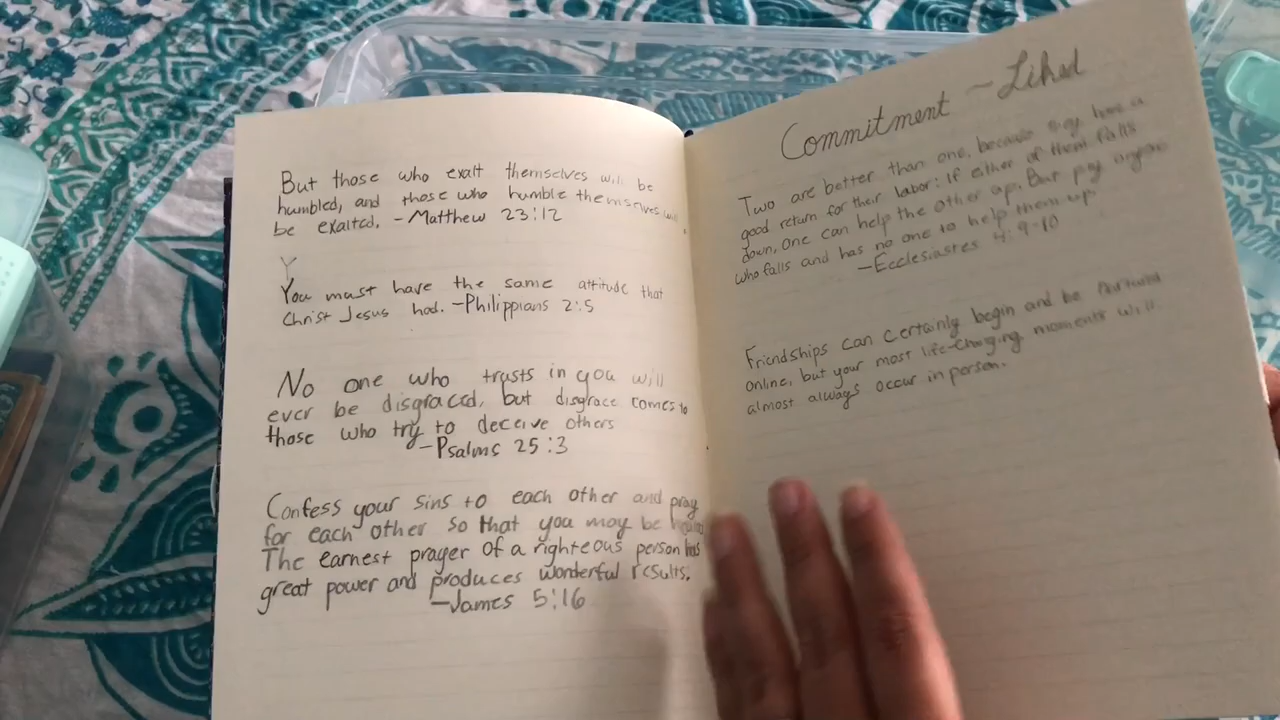 But those who exalt themselves will be
humbled, and those who humble themselves will
be exalted. -Matthew 23:12
Y
You must have the same attitude that
Christ Jesus had. -Philippians 2:5
No one who trusts in you will
ever be disgraced, but disgrace comes to
those who try to deceive others
-Psalms 25:3
Confess your sins to each other and pray
for each other so that you may be
The earnest prayer of a righteous person has
great power and produces wonderful results.
-James 5:16
Commitment ~
Two are better than one, because they have a
good return for their labor: If either of them falls
down, one can help the other up. But pity anyone
who falls and has no one to help them up
-Ecclesiastes 4:9-10
Friendships can certainly begin and be
online, but your most life-changing moments will
almost always occur in person.